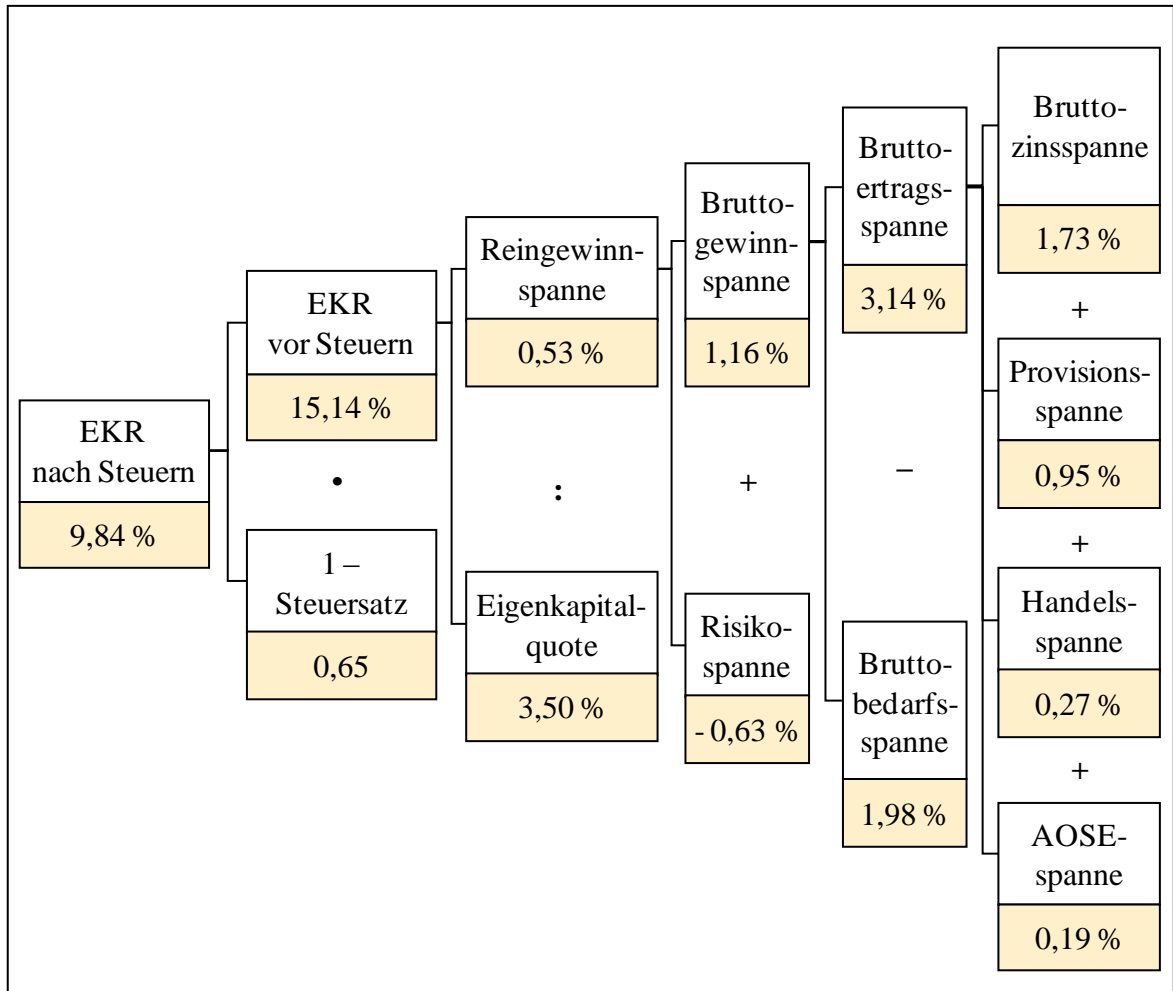 EKR
nach Steuern
9,84 %
EKR
vor Steuern
15,14 %
•
1 –
Steuersatz
0,65
Reingewinn-
spanne
0,53 %
:
Eigenkapital-
quote
3,50 %
Brutto-
gewinn-
spanne
1,16 %
+
Risiko-
spanne
- 0,63 %
Brutto-
ertrags-
spanne
3,14 %
–
Brutto-
bedarfs-
spanne
1,98 %
Brutto-
zinsspanne
1,73 %
+
Provisions-
spanne
0,95 %
+
Handels-
spanne
0,27 %
+
AOSE-
spanne
0,19 %